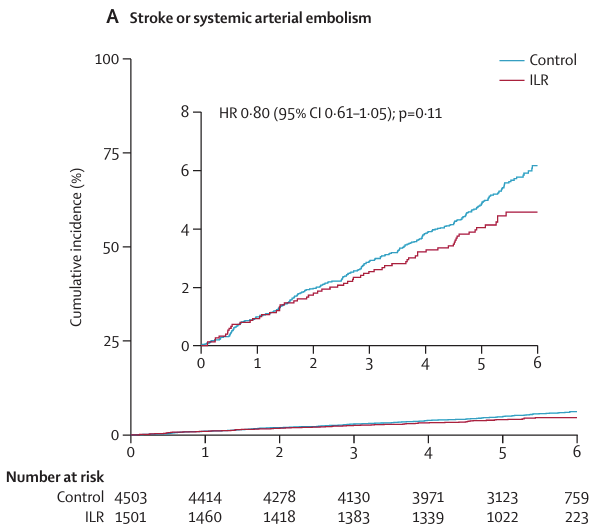 A Stroke or systemic arterial embolism
100
75
50
25
0
Cumulative incidence (%)
Control
ILR
HR 0·80 (95% CI 0·61–1·05); p=0·11
8
6
4
2
0
0 1 2 3 4 5 6
0 1 2 3 4 5 6
Number at risk
Control 4503 4414 4278 4130 3971 3123 759
ILR 1501 1460 1418 1383 1339 1022 223